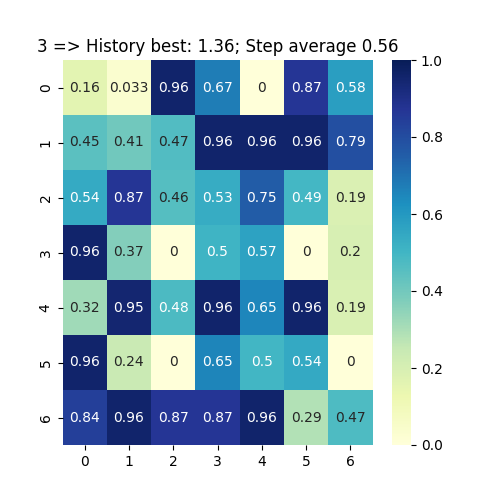 3 => History best: 1.36; Step average 0.56
0 0.16 0.033 0.96 0.67 0 0.87 0.58
1 0.45 0.41 0.47 0.96 0.96 0.96 0.79
2 0.54 0.87 0.46 0.53 0.75 0.49 0.19
3 0.96 0.37 0 0.5 0.57 0 0.2
4 0.32 0.95 0.48 0.96 0.65 0.96 0.19
5 0.96 0.24 0 0.65 0.5 0.54 0
6 0.84 0.96 0.87 0.87 0.96 0.29 0.47
0 1 2 3 4 5 6
1.0
0.8
0.6
0.4
0.2
0.0